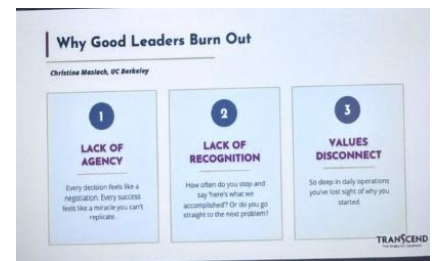 Why Good Leaders Burn Out
Christina Maslach, UC Berkeley
1
LACK OF
AGENCY
Every decision feels like a
negotiation. Every success
feels like a miracle you can't
replicate.
2
LACK OF
RECOGNITION
How often do you stop and
say 'here's what we
accomplished'? Or do you go
straight to the next problem?
3
VALUES
DISCONNECT
So deep in daily operations
you've lost sight of why you
started.
TRANSCEND